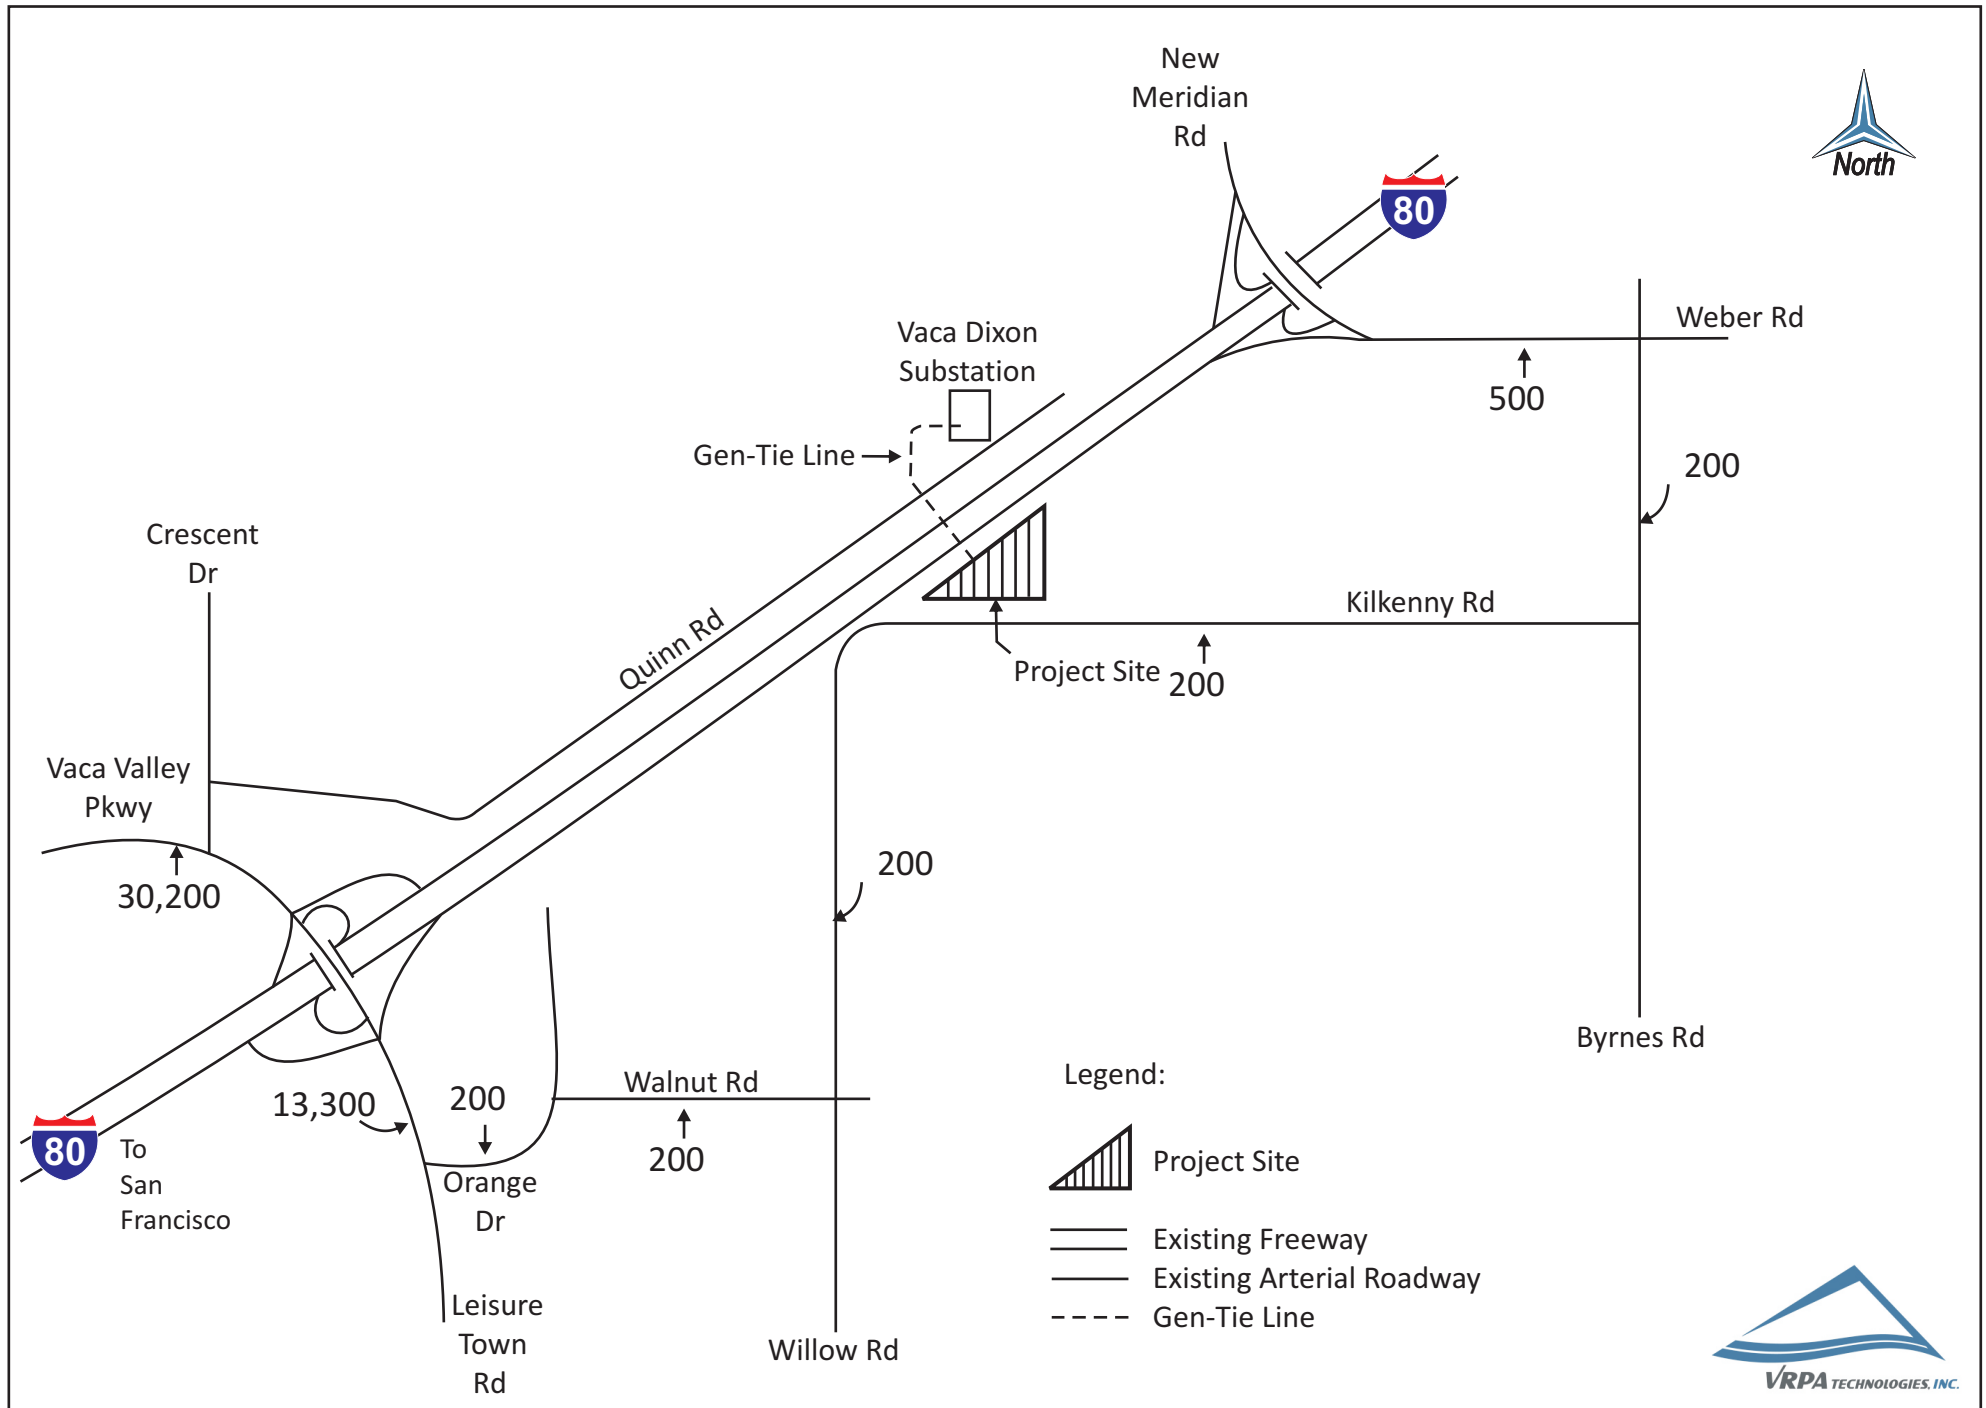 New
Meridian
Rd
North
80
Weber Rd
500
Vaca Dixon
Substation
Gen-Tie Line
200
Crescent
Dr
Quinn Rd
Kilkenny Rd
Project Site
200
Vaca Valley
Pkwy
30,200
200
Byrnes Rd
Walnut Rd
200
13,300
200
Orange
Dr
80
To
San
Francisco
Leisure
Town
Rd
Willow Rd
Legend:
Project Site
Existing Freeway
Existing Arterial Roadway
Gen-Tie Line
VRPA TECHNOLOGIES, INC.